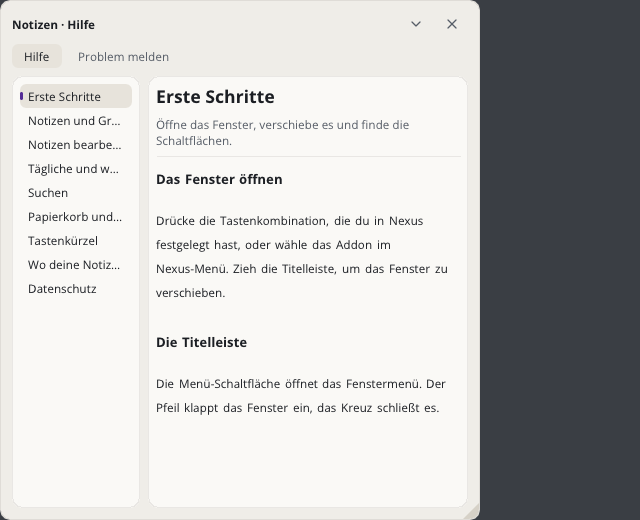 Notizen · Hilfe
Hilfe
Problem melden
Erste Schritte
Notizen und Gr...
Notizen bearbe...
Tägliche und w...
Suchen
Papierkorb und...
Tastenkürzel
Wo deine Notiz...
Datenschutz
Erste Schritte
Öffne das Fenster, verschiebe es und finde die
Schaltflächen.
Das Fenster öffnen
Drücke die Tastenkombination, die du in Nexus
festgelegt hast, oder wähle das Addon im
Nexus-Menü. Zieh die Titelleiste, um das Fenster zu
verschieben.
Die Titelleiste
Die Menü-Schaltfläche öffnet das Fenstermenü. Der
Pfeil klappt das Fenster ein, das Kreuz schließt es.